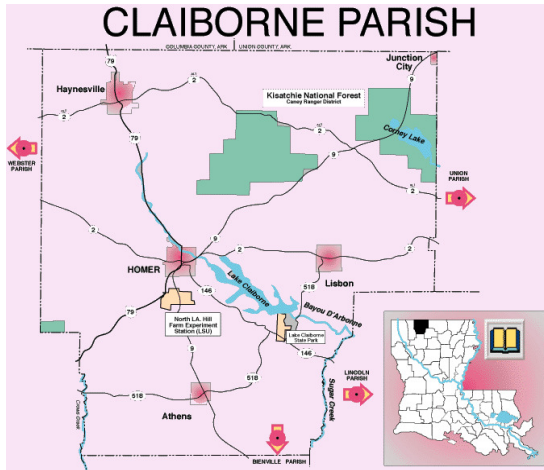 CLAIBORNE PARISH
COLUMBIA COUNTY, ARK
UNION COUNTY, ARK
79
Junction
City
9
Haynesville
2
2
Kisatchie National Forest
Caney Ranger District
Corney Lake
79
9
WEBSTER
PARISH
UNION
PARISH
2
2
2
2
HOMER
Lake Claiborne
Lisbon
146
518
Bayou D'Arbonne
79
North LA. Hill
Farm Experiment
Station (LSU)
Lake Claiborne
State Park
146
9
Sugar Creek
518
518
LINCOLN
PARISH
Athens
BIENVILLE PARISH